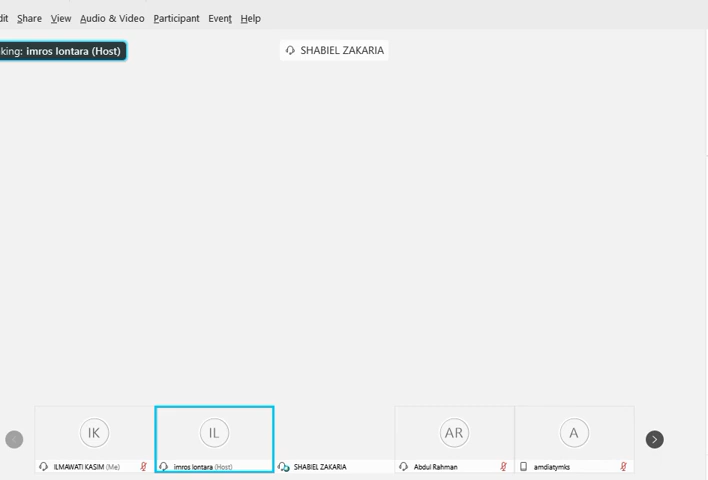 dit Share View Audio & Video Participant Event Help
king: imros lontara (Host)
SHABIEL ZAKARIA
IK
IL
AR
A
ILMAWATI KASIM (Me)
imros lontara (Host)
SHABIEL ZAKARIA
Abdul Rahman
amdiatymks